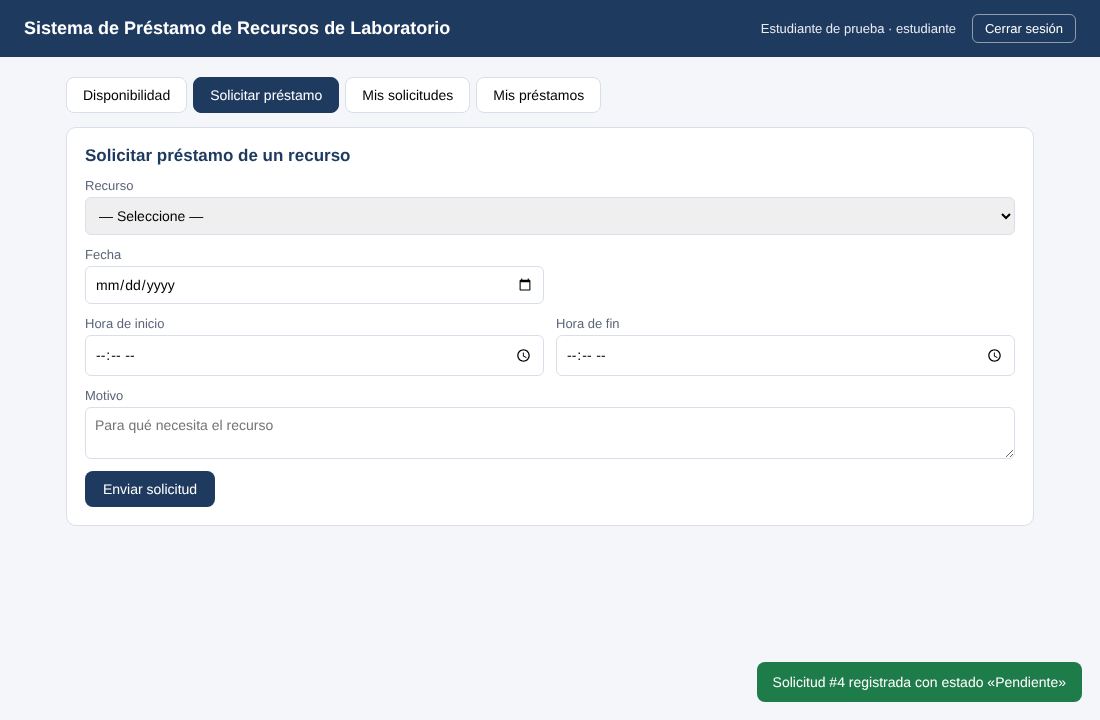 Sistema de Préstamo de Recursos de Laboratorio
Estudiante de prueba · estudiante
Cerrar sesión
Disponibilidad
Solicitar préstamo
Mis solicitudes
Mis préstamos
Solicitar préstamo de un recurso
Recurso
— Seleccione —
Fecha
mm/dd/yyyy
Hora de inicio
Hora de fin
--:-- --
--:-- --
Motivo
Para qué necesita el recurso
Enviar solicitud
Solicitud #4 registrada con estado «Pendiente»